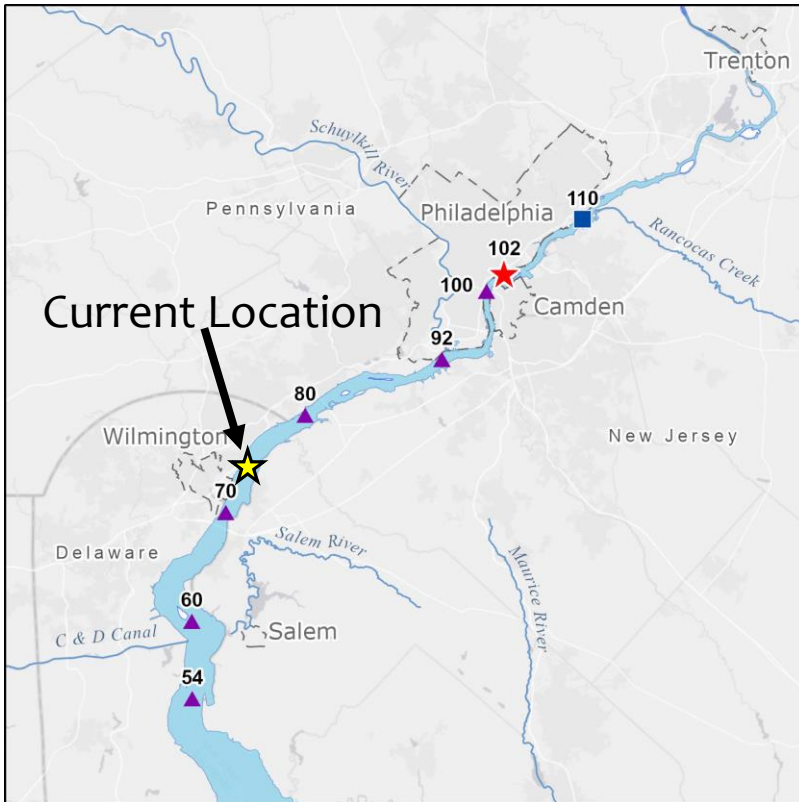 Trenton
Schuylkill River
110
Pennsylvania
Philadelphia
Rancocas Creek
102
100
Camden
Current Location
92
80
Wilmington
New Jersey
70
Salem River
Delaware
Maurice River
60
C & D Canal
Salem
54